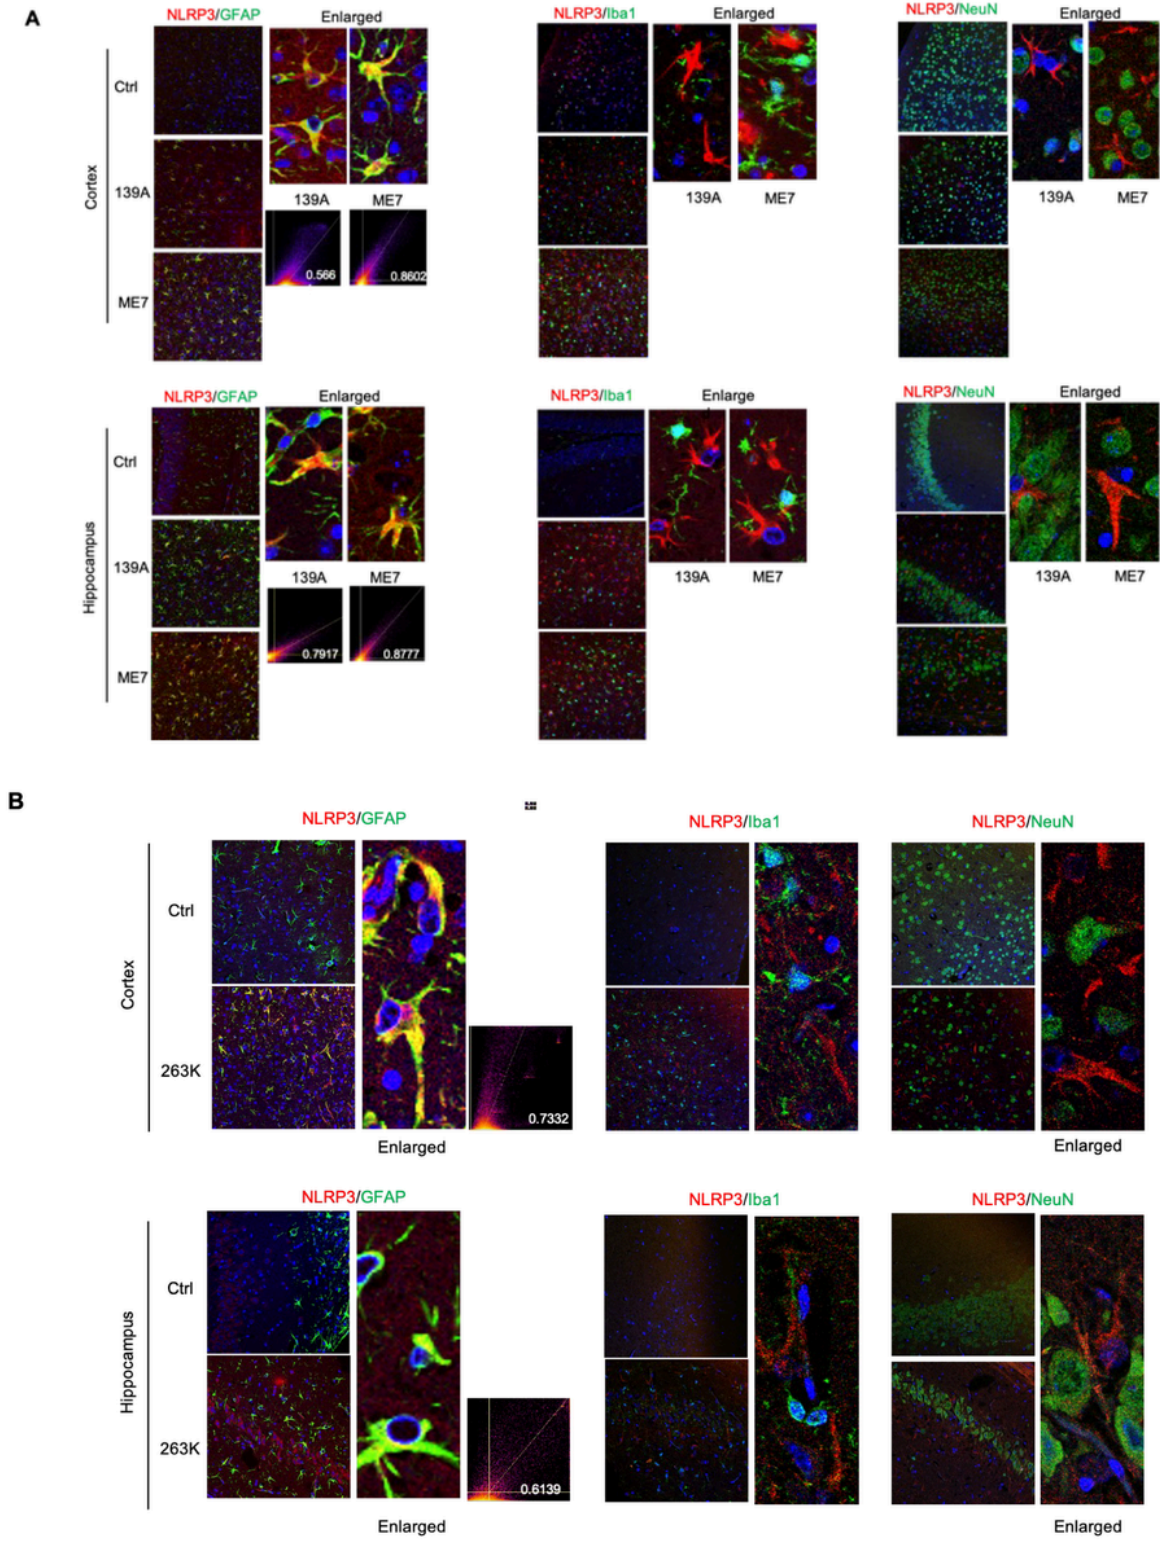 A
NLRP3/GFAP
Enlarged
NLRP3/Iba1
Enlarged
NLRP3/NeuN
Enlarged
Cortex
Ctrl
139A
ME7
139A
ME7
0.566
0.8602
139A
ME7
139A
ME7
NLRP3/GFAP
Enlarged
NLRP3/Iba1
Enlarge
NLRP3/NeuN
Enlarged
Hippocampus
Ctrl
139A
ME7
139A
ME7
0.7917
0.8777
139A
ME7
139A
ME7
B
NLRP3/GFAP
NLRP3/Iba1
NLRP3/NeuN
Cortex
Ctrl
263K
0.7332
Enlarged
Enlarged
NLRP3/GFAP
NLRP3/Iba1
NLRP3/NeuN
Hippocampus
Ctrl
263K
0.6139
Enlarged
Enlarged